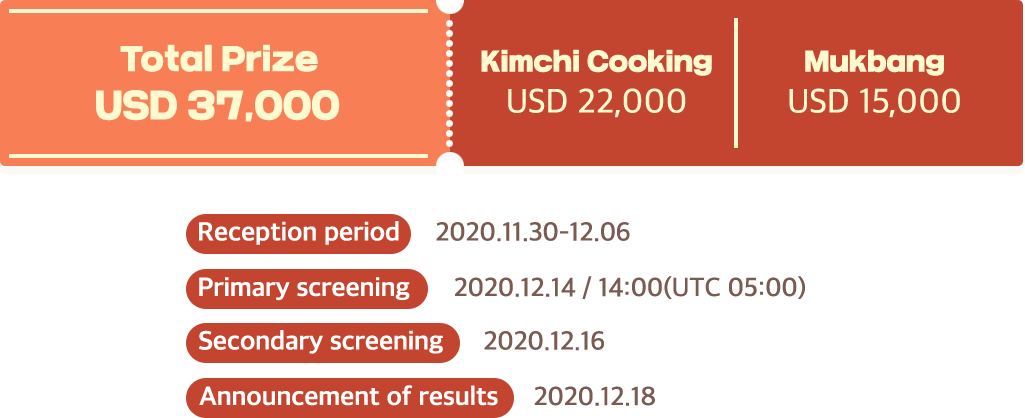 Total Prize
USD 37,000
Kimchi Cooking
USD 22,000
Mukbang
USD 15,000
Reception period 2020.11.30-12.06
Primary screening 2020.12.14 / 14:00(UTC 05:00)
Secondary screening 2020.12.16
Announcement of results 2020.12.18